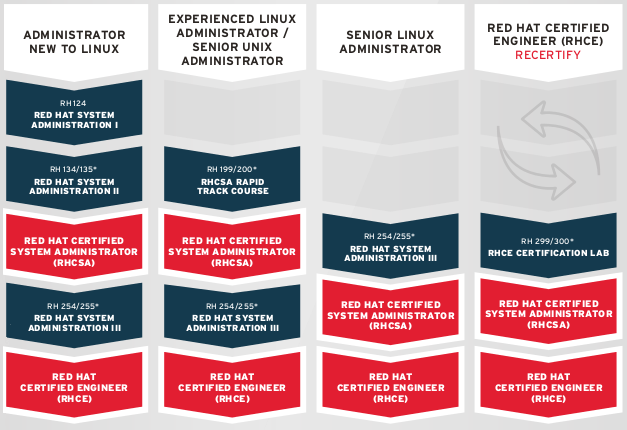 ADMINISTRATOR
NEW TO LINUX
RH124
RED HAT SYSTEM
ADMINISTRATION I
RH 134/135*
RED HAT SYSTEM
ADMINISTRATION II
RED HAT CERTIFIED
SYSTEM ADMINISTRATOR
(RHCSA)
RH 254/255*
RED HAT SYSTEM
ADMINISTRATION III
RED HAT
CERTIFIED ENGINEER
(RHCE)
EXPERIENCED LINUX
ADMINISTRATOR /
SENIOR UNIX
ADMINISTRATOR
RH 199/200*
RHCSA RAPID
TRACK COURSE
RED HAT CERTIFIED
SYSTEM ADMINISTRATOR
(RHCSA)
RH 254/255*
RED HAT SYSTEM
ADMINISTRATION III
RED HAT
CERTIFIED ENGINEER
(RHCE)
SENIOR LINUX
ADMINISTRATOR
RH 254/255*
RED HAT SYSTEM
ADMINISTRATION III
RED HAT CERTIFIED
SYSTEM ADMINISTRATOR
(RHCSA)
RED HAT
CERTIFIED ENGINEER
(RHCE)
RED HAT CERTIFIED
ENGINEER (RHCE)
RECERTIFY
RH 299/300*
RHCE CERTIFICATION LAB
RED HAT CERTIFIED
SYSTEM ADMINISTRATOR
(RHCSA)
RED HAT
CERTIFIED ENGINEER
(RHCE)